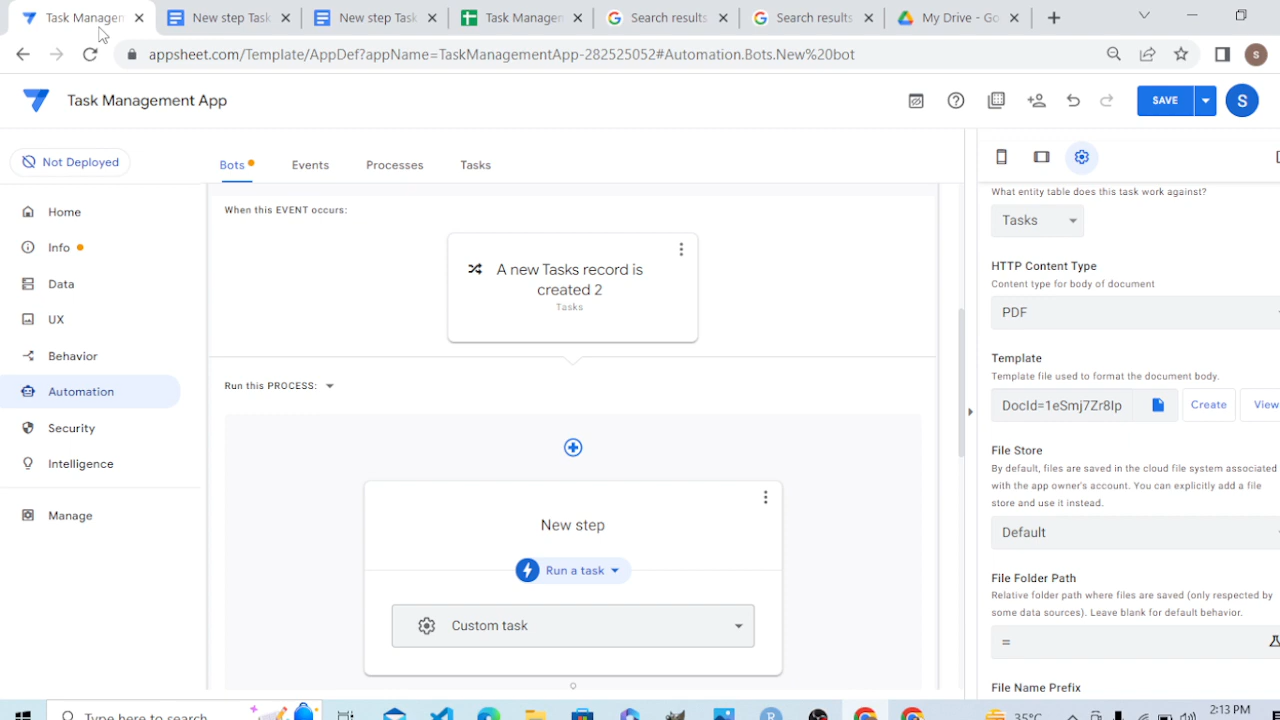 Task Managen
New step Task
New step Task
Task Managen
Search results
Search results
My Drive - Go
appsheet.com/Template/AppDef?appName=TaskManagementApp-282525052#Automation.Bots.New%20bot
S
Task Management App
SAVE
S
Not Deployed
Home
Info
Data
UX
Behavior
Automation
Security
Intelligence
Manage
Bots
Events
Processes
Tasks
When this EVENT occurs:
A new Tasks record is
created 2
Tasks
Run this PROCESS:
New step
Run a task
Custom task
What entity table does this task work against?
Tasks
HTTP Content Type
Content type for body of document
PDF
Template
Template file used to format the document body.
DocId=1eSmj7Zr8Ip
Create
View
File Store
By default, files are saved in the cloud file system associated
with the app owner's account. You can explicitly add a file
store and use it instead.
Default
File Folder Path
Relative folder path where files are saved (only respected by
some data sources). Leave blank for default behavior.
=
File Name Prefix
Type here to search
35°C
2:13 PM